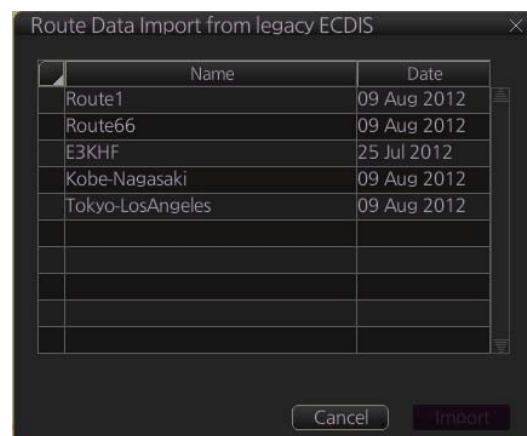 Route Data Import from legacy ECDIS
Name Date
Route1 09 Aug 2012
Route66 09 Aug 2012
E3KHF 25 Jul 2012
Kobe-Nagasaki 09 Aug 2012
Tokyo-LosAngeles 09 Aug 2012
Cancel Import